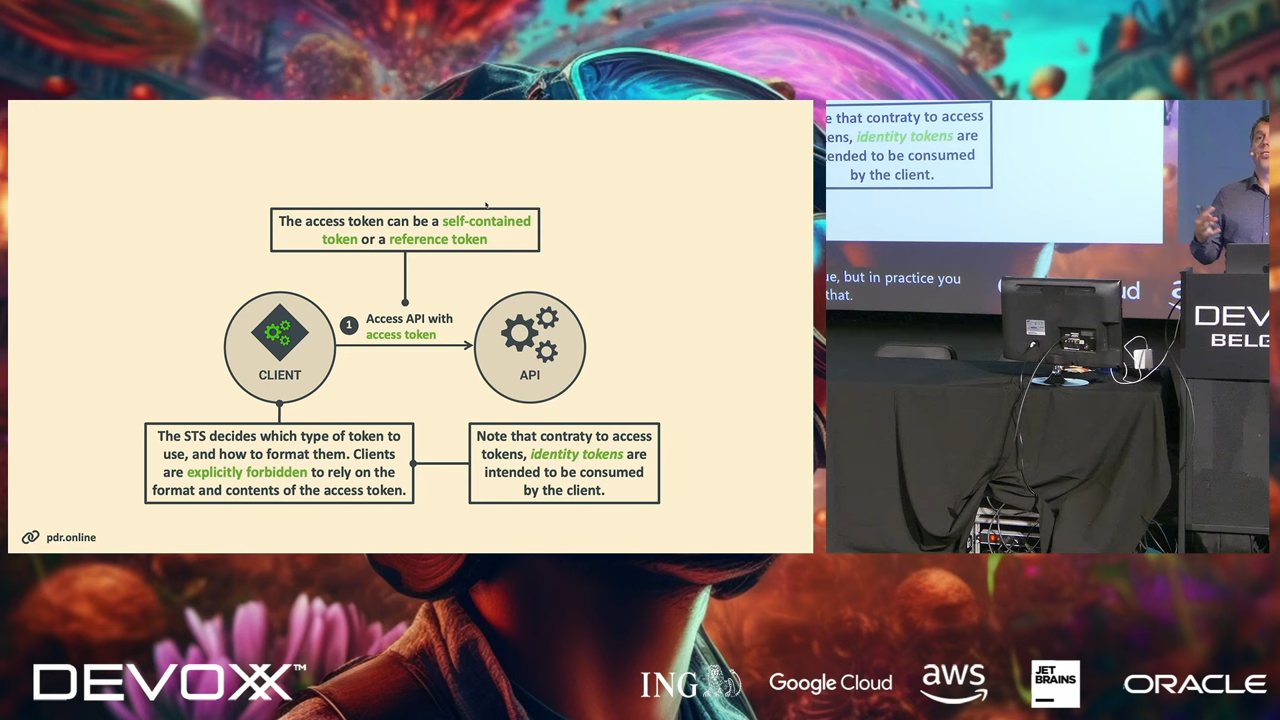 The access token can be a self-contained
token or a reference token
1
Access API with
access token
CLIENT
API
The STS decides which type of token to
use, and how to format them. Clients
are explicitly forbidden to rely on the
format and contents of the access token.
Note that contraty to access
tokens, identity tokens are
intended to be consumed
by the client.
pdr.online
e that contraty to access
ens, identity tokens are
tended to be consumed
by the client.
ue, but in practice you
that.
ud
DEV
BELG
DEVOXX™
ING
Google Cloud
aws
JET
BRAINS
ORACLE